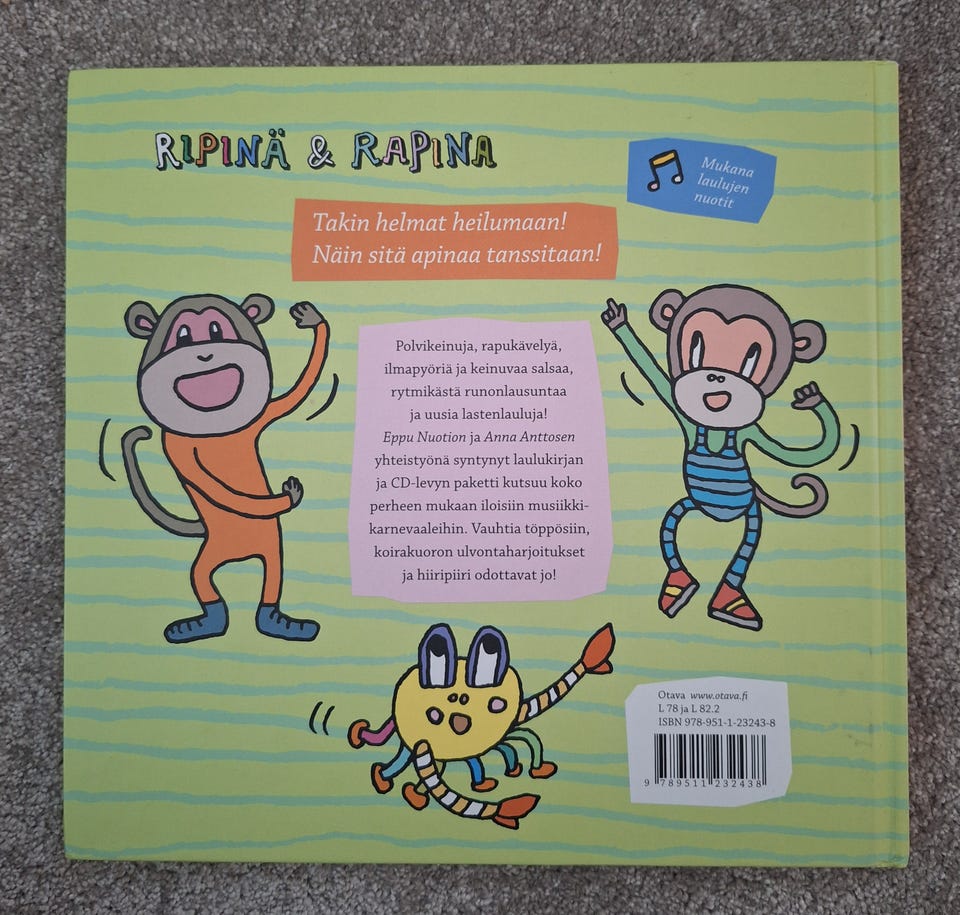 RIPINÄ & RAPINA
Mukana
laulujen
nuotit
Takin helmat heilumaan!
Näin sitä apinaa tanssitaan!
Polvikeinuja, rapukävelyä,
ilmapyöriä ja keinuvaa salsaa,
rytmikästä runonlausuntaa
ja uusia lastenlauluja!
Eppu Nuotion ja Anna Anttosen
yhteistyönä syntynyt laulukirjan
ja CD-levyn paketti kutsuu koko
perheen mukaan iloisiin musiikki-
karnevaaleihin. Vauhtia töppösiin,
koirakuoron ulvontaharjoitukset
ja hiiripiiri odottavat jo!
Otava www.otava.fi
L 78 ja L 82.2
ISBN 978-951-1-23243-8
9 789511 232438